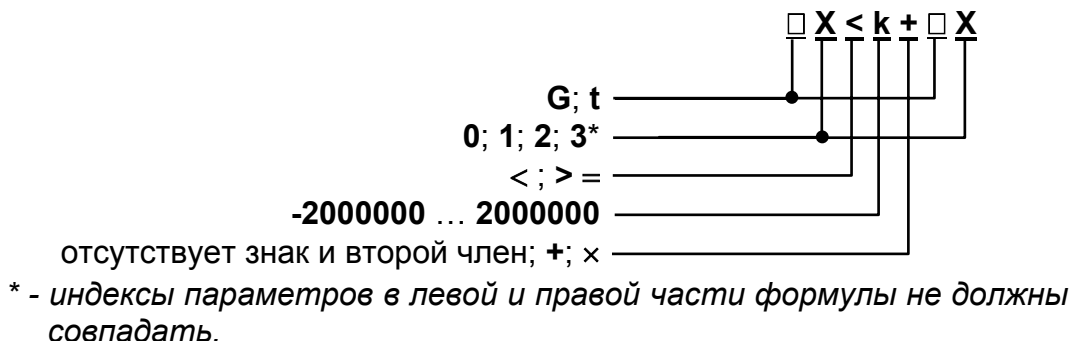 □ X < k + □ X
G; t
0; 1; 2; 3*
< ; > =
-2000000 … 2000000
отсутствует знак и второй член; +; ×
* - индексы параметров в левой и правой части формулы не должны
совпадать.